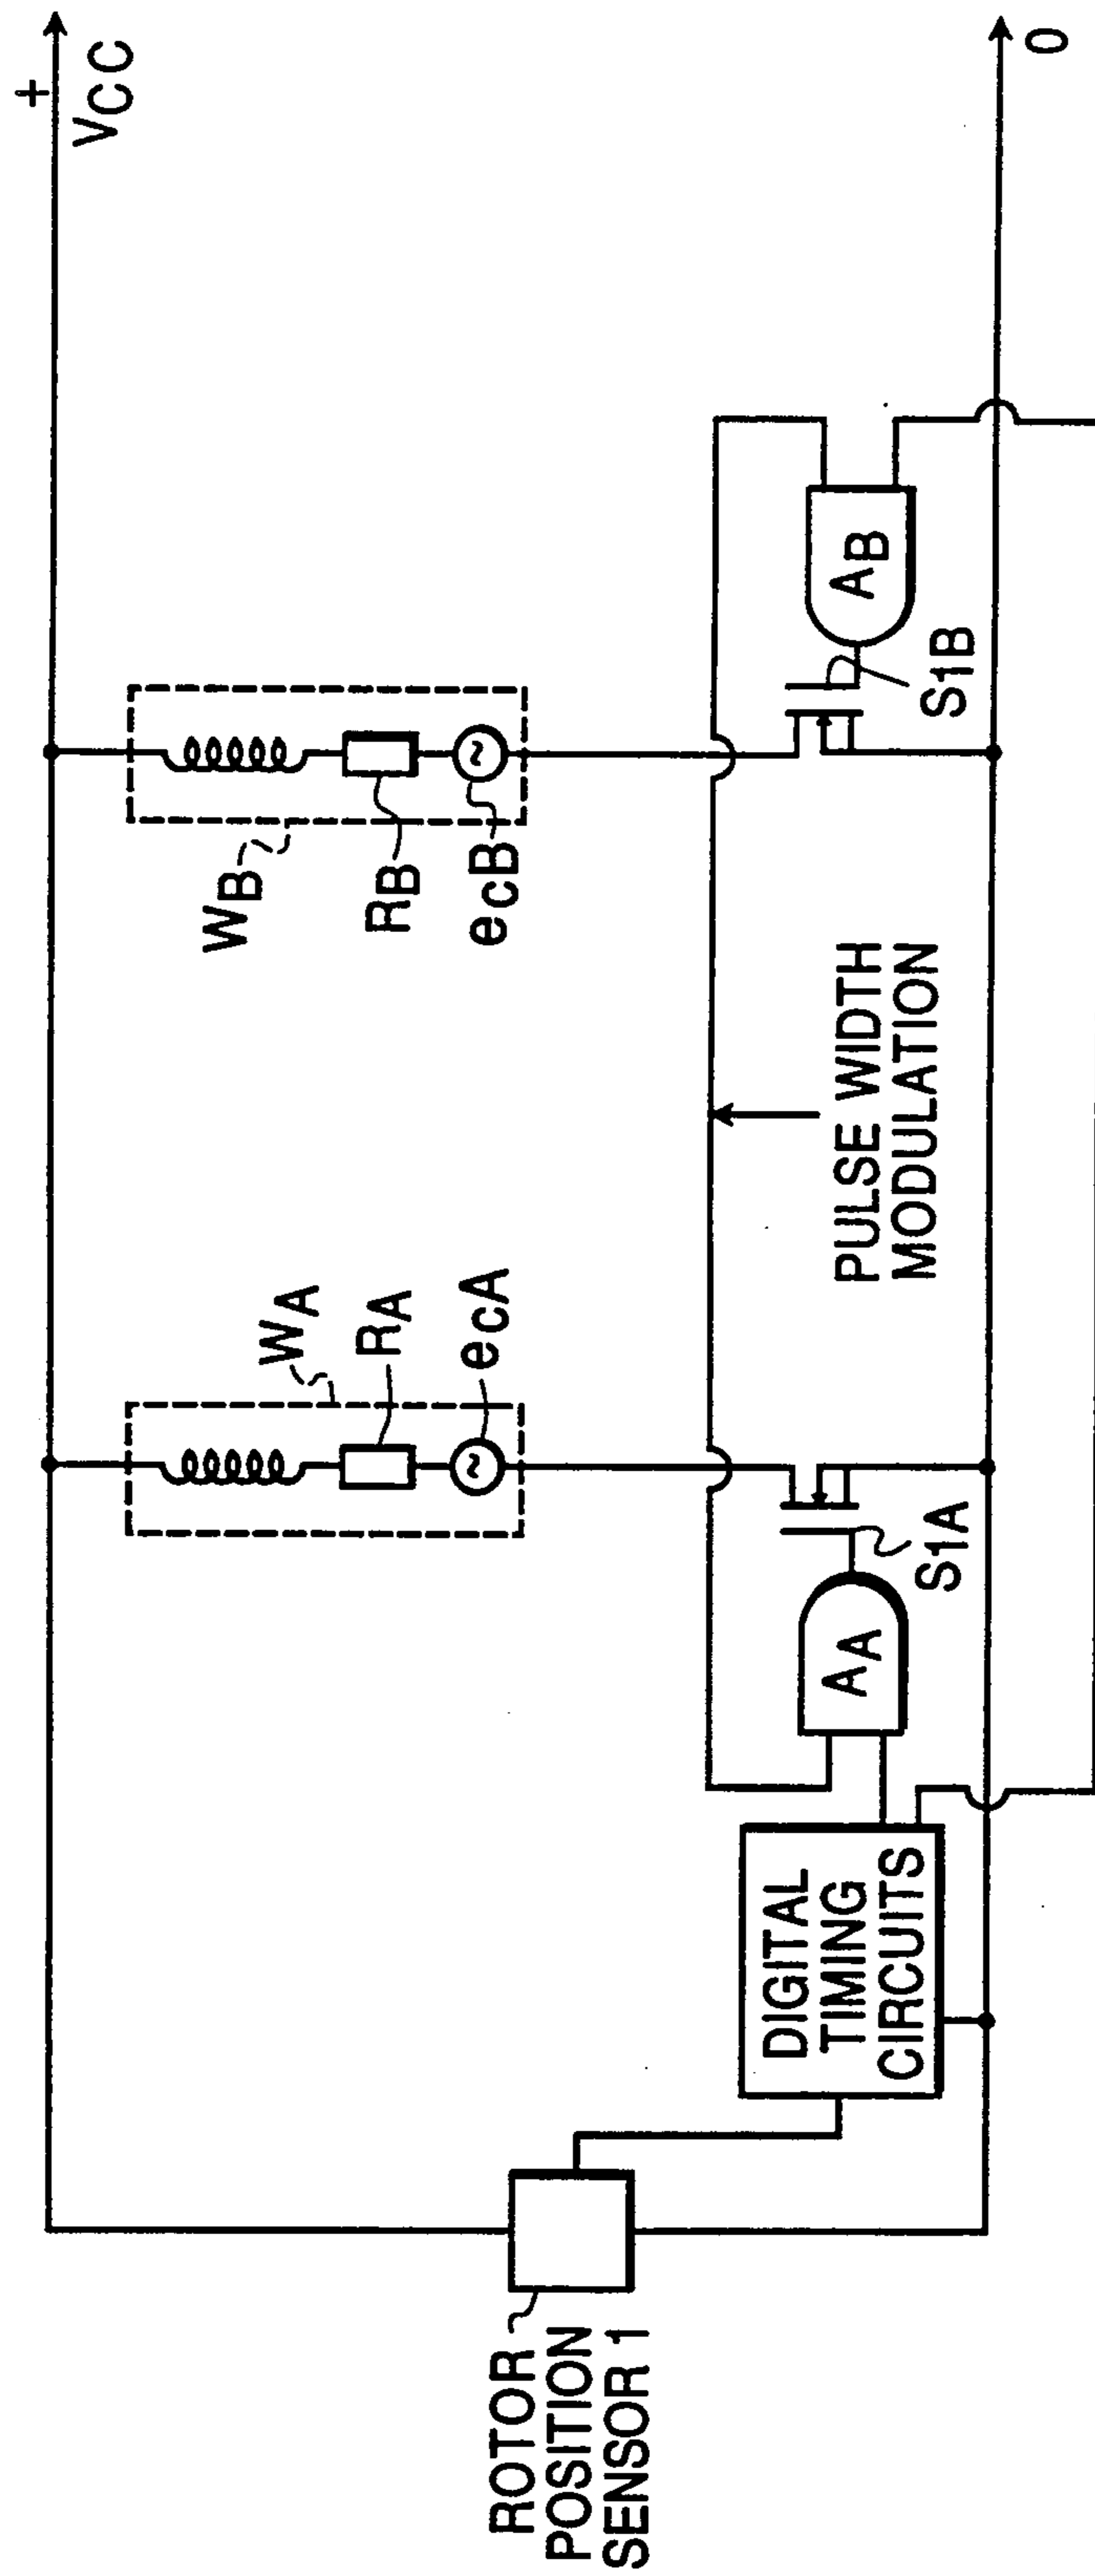 +
VCC
WA
RA
ecA
WB
RB
ecB
ROTOR
POSITION
SENSOR 1
DIGITAL
TIMING
CIRCUITS
AA
S1A
PULSE WIDTH
MODULATION
AB
S1B
0